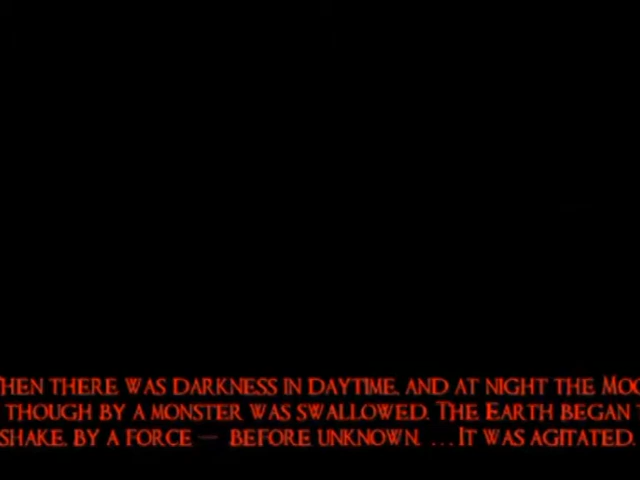 HEN THERE WAS DARKNESS IN DAYTIME, AND AT NIGHT THE MOO
THOUGH BY A MONSTER WAS SWALLOWED. THE EARTH BEGAN T
SHAKE, BY A FORCE — BEFORE UNKNOWN. ...IT WAS AGITATED.